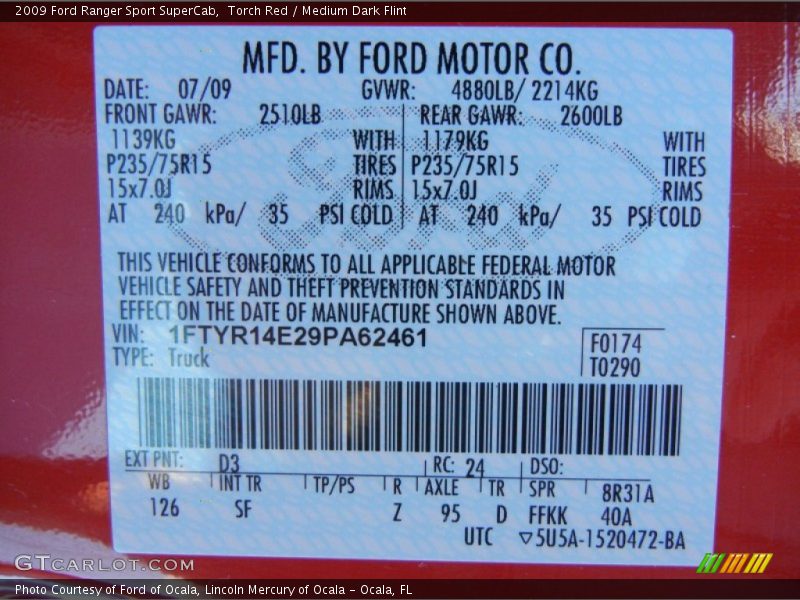 2009 Ford Ranger Sport SuperCab, Torch Red / Medium Dark Flint
MFD. BY FORD MOTOR CO.
DATE: 07/09 GVWR: 4880LB/ 2214KG
FRONT GAWR: 2510LB REAR GAWR: 2600LB
1139KG WITH 1179KG WITH
P235/75R15 TIRES P235/75R15 TIRES
15x7.0J RIMS 15x7.0J RIMS
AT 240 kPa/ 35 PSI COLD AT 240 kPa/ 35 PSI COLD
Ford
THIS VEHICLE CONFORMS TO ALL APPLICABLE FEDERAL MOTOR
VEHICLE SAFETY AND THEFT PREVENTION STANDARDS IN
EFFECT ON THE DATE OF MANUFACTURE SHOWN ABOVE.
VIN: 1FTYR14E29PA62461 F0174
TYPE: Truck T0290
EXT PNT: D3 RC: 24 DSO:
WB INT TR TP/PS R AXLE TR SPR 8R31A
126 SF Z 95 D FFKK 40A
UTC ▽5U5A-1520472-BA
GTCARLOT.COM
Photo Courtesy of Ford of Ocala, Lincoln Mercury of Ocala - Ocala, FL